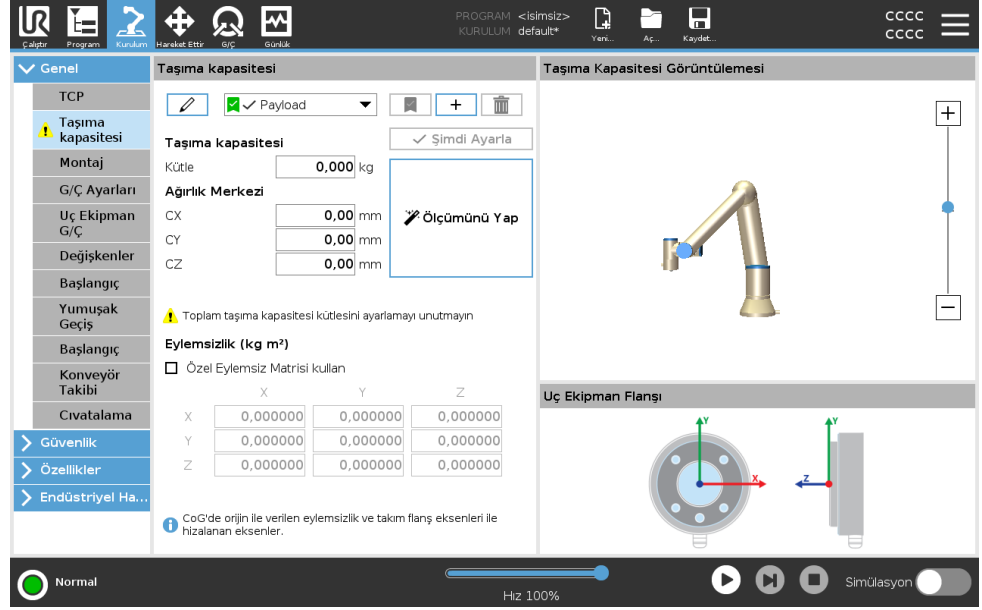 PROGRAM <isimsiz>
KURULUM default*
Çalıştır
Program
Kurulum
Hareket Ettir
G/Ç
Günlük
Yeni...
Aç...
Kaydet...
cccc
cccc
Genel
TCP
Taşıma
kapasitesi
Montaj
G/Ç Ayarları
Uç Ekipman
G/Ç
Değişkenler
Başlangıç
Yumuşak
Geçiş
Başlangıç
Konveyör
Takibi
Cıvatalama
Güvenlik
Özellikler
Endüstriyel Ha...
Taşıma kapasitesi
Payload
Taşıma kapasitesi
Şimdi Ayarla
Kütle 0,000 kg
Ağırlık Merkezi
CX 0,00 mm
CY 0,00 mm
CZ 0,00 mm
Ölçümünü Yap
Toplam taşıma kapasitesi kütlesini ayarlamayı unutmayın
Eylemsizlik (kg m²)
Özel Eylemsiz Matrisi kullan
X Y Z
X 0,000000 0,000000 0,000000
Y 0,000000 0,000000 0,000000
Z 0,000000 0,000000 0,000000
CoG'de orijin ile verilen eylemsizlik ve takım flanş eksenleri ile
hizalanan eksenler.
Taşıma Kapasitesi Görüntülemesi
Uç Ekipman Flanşı
Y
X
Y
Z
Normal
Hız 100%
Simülasyon